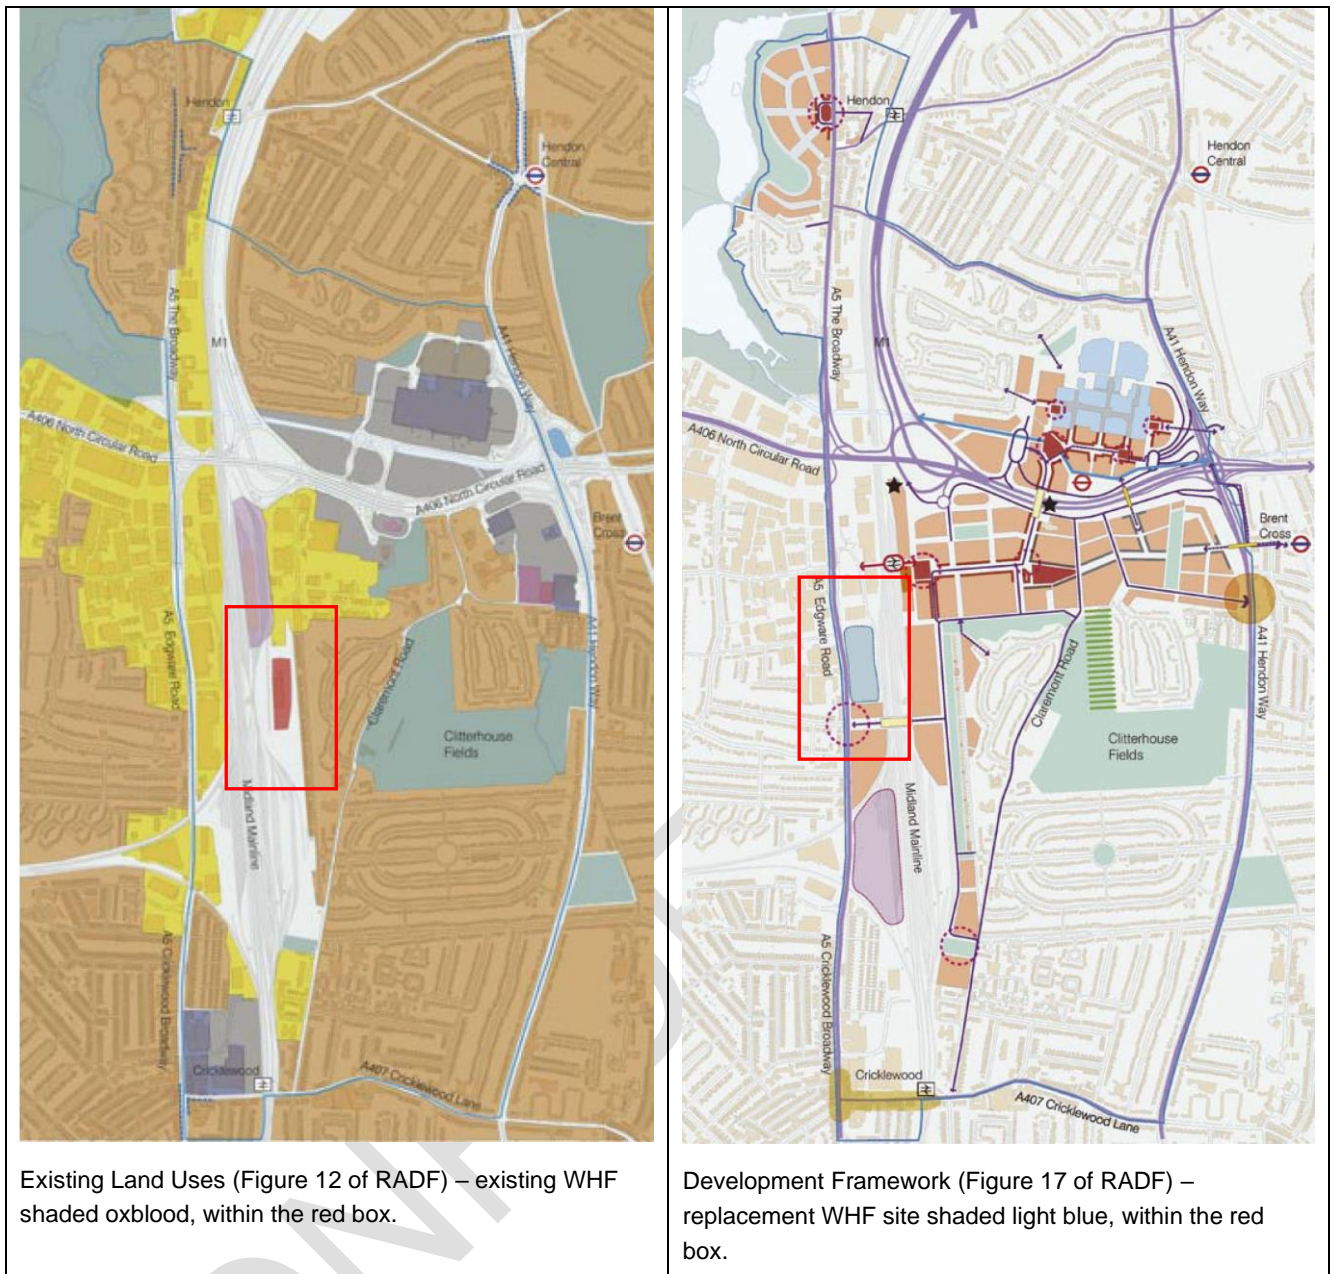 Hendon
Hendon
Central
A5 The Broadway
M1
A41 Hendon Way
A406 North Circular Road
A406 North Circular Road
Brent
Cross
A5 Edgware Road
Claremont Road
A41 Hendon Way
Clitterhouse
Fields
Midland Mainline
A5 Cricklewood Broadway
Cricklewood
A407 Cricklewood Lane
Existing Land Uses (Figure 12 of RADF) – existing WHF
shaded oxblood, within the red box.
Hendon
Hendon
Central
A5 The Broadway
M1
A41 Hendon Way
A406 North Circular Road
Brent
Cross
A5 Edgware Road
Claremont Road
A41 Hendon Way
Clitterhouse
Fields
Midland Mainline
A5 Cricklewood Broadway
Cricklewood
A407 Cricklewood Lane
Development Framework (Figure 17 of RADF) –
replacement WHF site shaded light blue, within the red
box.